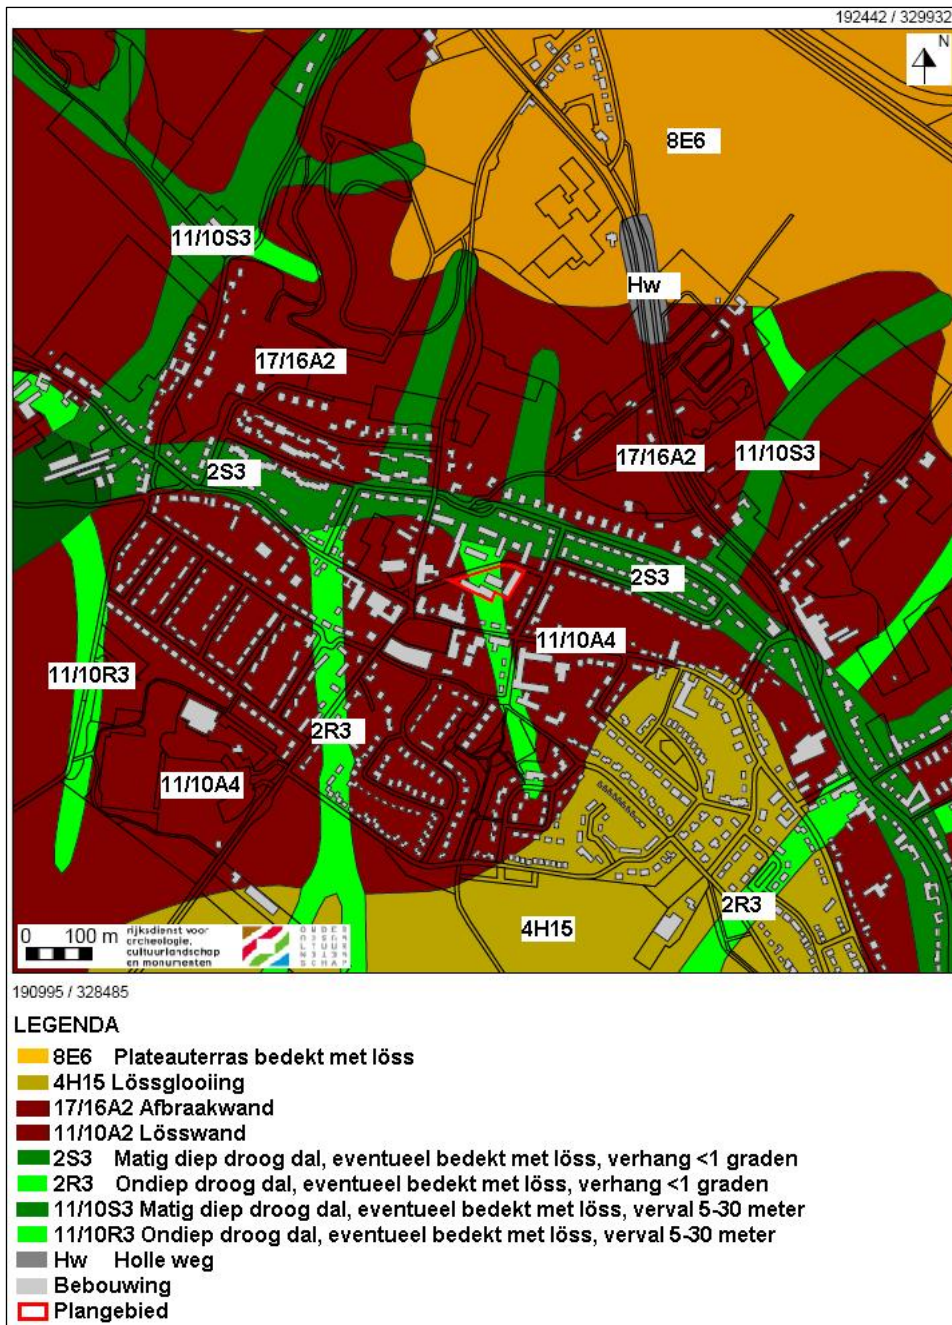 192442 / 329932
N
8E6
11/10S3
Hw
17/16A2
17/16A2
11/10S3
2S3
2S3
11/10A4
11/10R3
2R3
11/10A4
2R3
4H15
0 100 m
rijksdienst voor
archeologie,
cultuurlandschap
en monumenten
190995 / 328485
LEGENDA
8E6 Plateauterras bedekt met löss
4H15 Lössglooiing
17/16A2 Afbraakwand
11/10A2 Lösswand
2S3 Matig diep droog dal, eventueel bedekt met löss, verhang <1 graden
2R3 Ondiep droog dal, eventueel bedekt met löss, verhang <1 graden
11/10S3 Matig diep droog dal, eventueel bedekt met löss, verval 5-30 meter
11/10R3 Ondiep droog dal, eventueel bedekt met löss, verval 5-30 meter
Hw Holle weg
Bebouwing
Plangebied